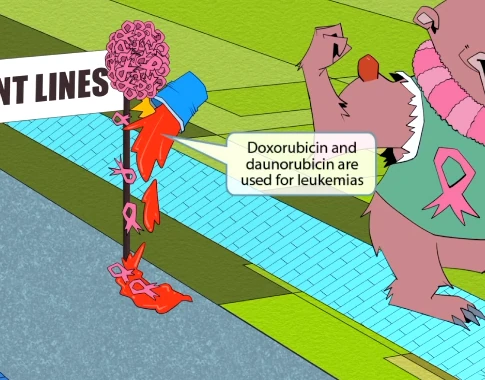 NT LINES
Doxorubicin and
daunorubicin are
used for leukemias